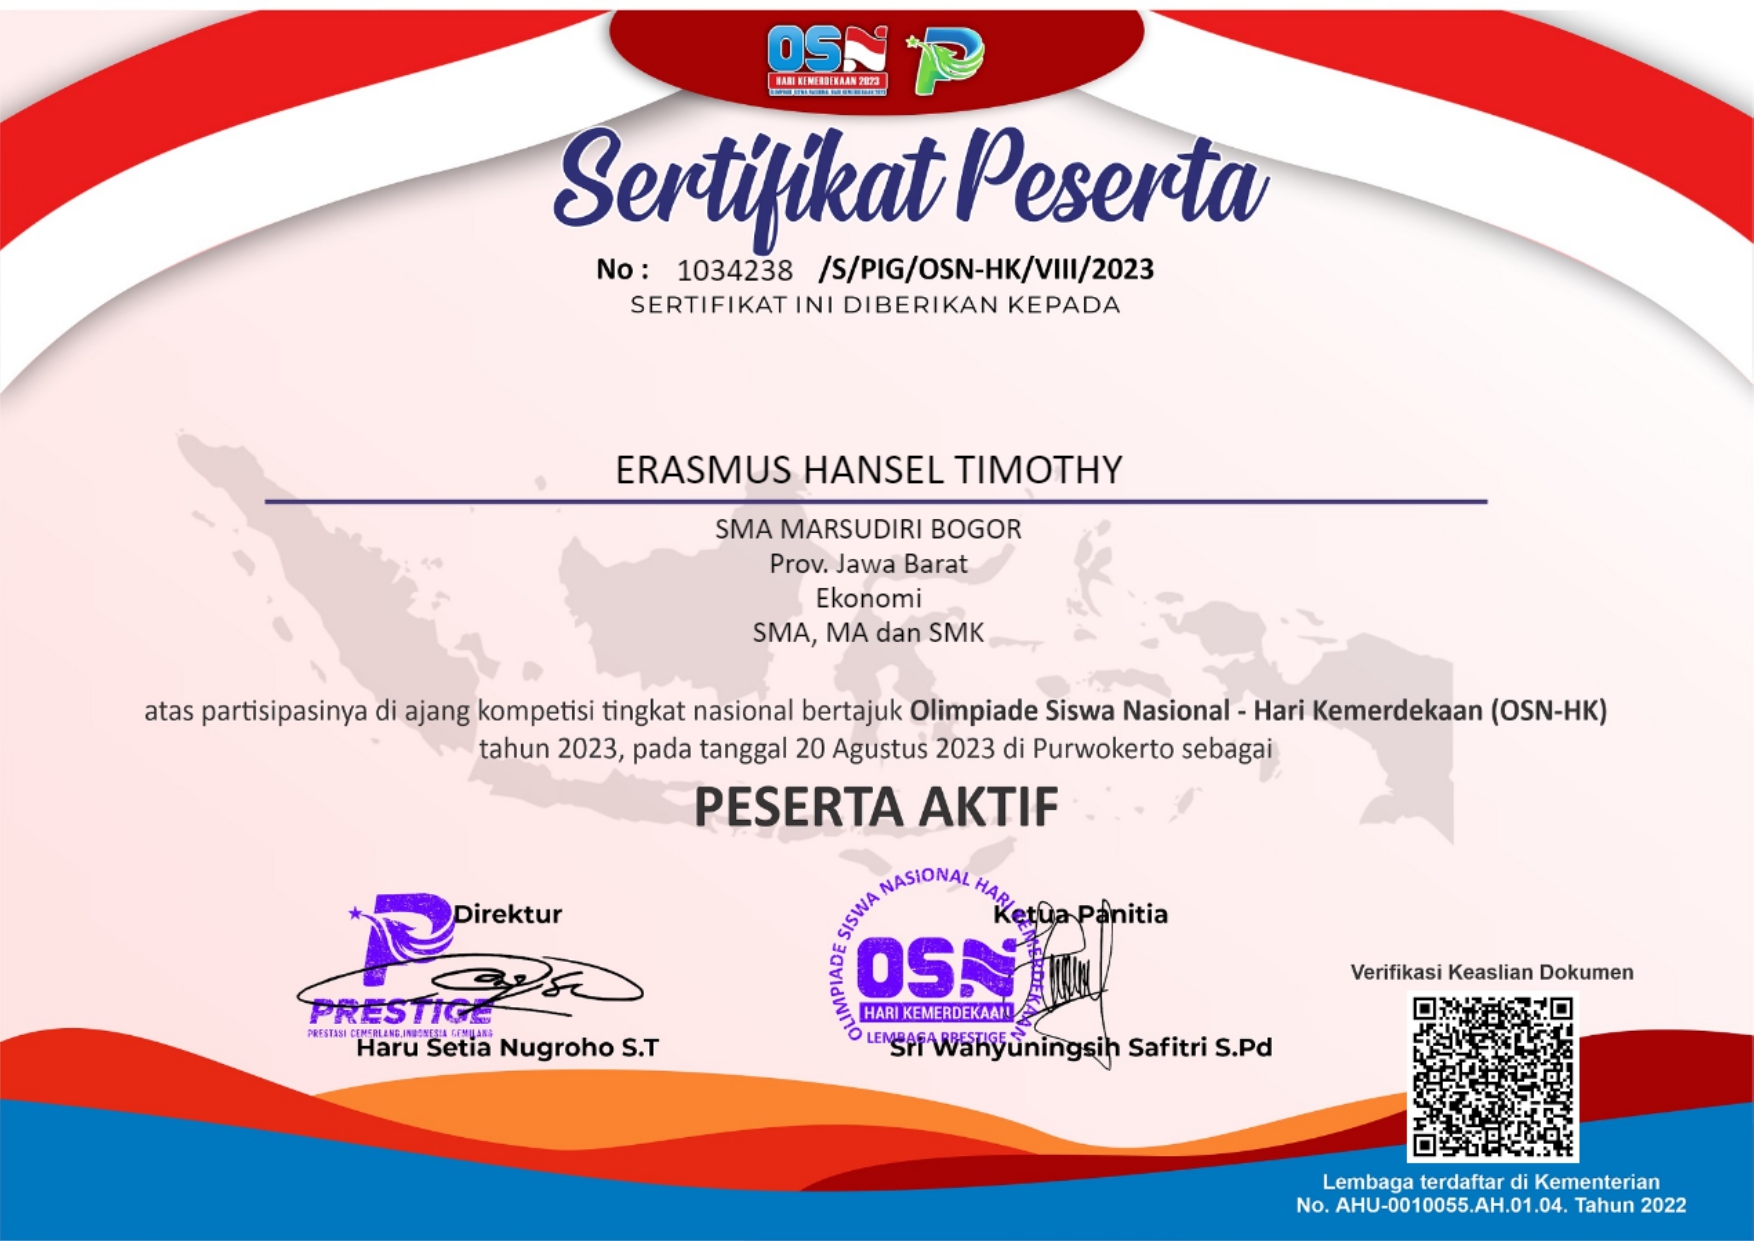 OSN
HARI KEMERDEKAAN 2023
Sertifikat Peserta
No : 1034238 /S/PIG/OSN-HK/VIII/2023
SERTIFIKAT INI DIBERIKAN KEPADA
ERASMUS HANSEL TIMOTHY
SMA MARSUDIRI BOGOR
Prov. Jawa Barat
Ekonomi
SMA, MA dan SMK
atas partisipasinya di ajang kompetisi tingkat nasional bertajuk Olimpiade Siswa Nasional - Hari Kemerdekaan (OSN-HK)
tahun 2023, pada tanggal 20 Agustus 2023 di Purwokerto sebagai
PESERTA AKTIF
Direktur
PRESTIGE
PRESTASI CEMERLANG, INDONESIA GEMILANG
Haru Setia Nugroho S.T
Ketua Panitia
OLIMPIADE SISWA NASIONAL HARI KEMERDEKAAN
OSN
HARI KEMERDEKAAN
LEMBAGA PRESTIGE
Sri Wahyuningsih Safitri S.Pd
Verifikasi Keaslian Dokumen
Lembaga terdaftar di Kementerian
No. AHU-0010055.AH.01.04. Tahun 2022